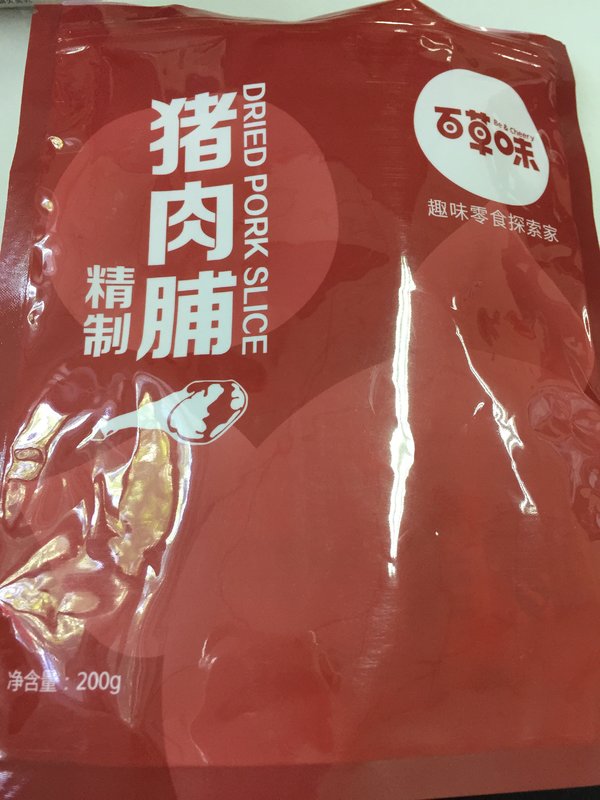 百草味
Be & Cheery
趣味零食探索家
猪肉脯
DRIED PORK SLICE
精制
净含量：200g